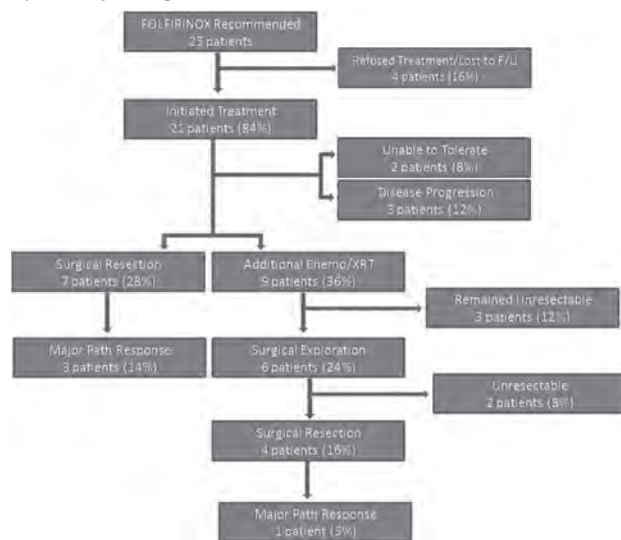 FOLFIRINOX Recommended
25 patients
Refused Treatment/Lost to F/U
4 patients (16%)
Initiated Treatment
21 patients (84%)
Unable to Tolerate
2 patients (8%)
Disease Progression
3 patients (12%)
Surgical Resection
7 patients (28%)
Additional Chemo/XRT
9 patients (36%)
Remained Unresectable
3 patients (12%)
Major Path Response
3 patients (14%)
Surgical Exploration
6 patients (24%)
Unresectable
2 patients (8%)
Surgical Resection
4 patients (16%)
Major Path Response
1 patient (5%)